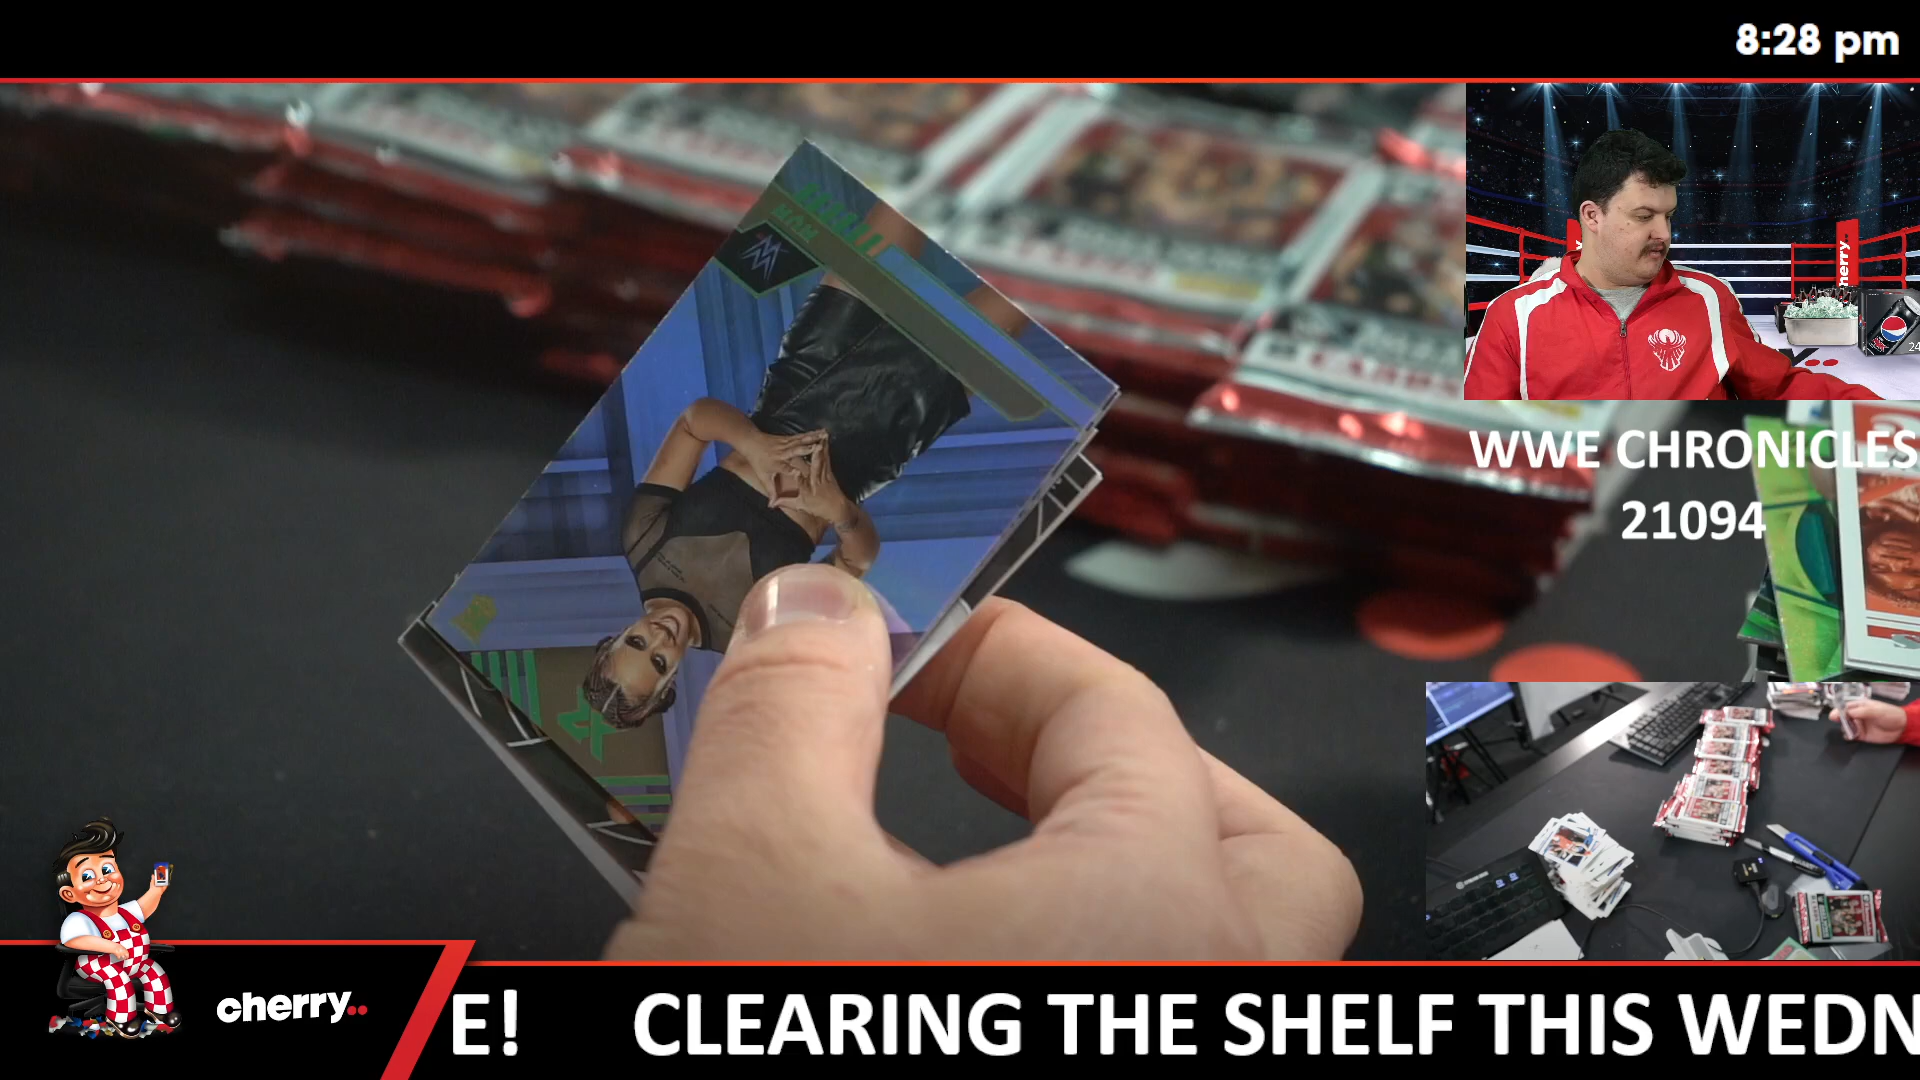 8:28 pm
WWE CHRONICLES
21094
cherry..
E! CLEARING THE SHELF THIS WEDN